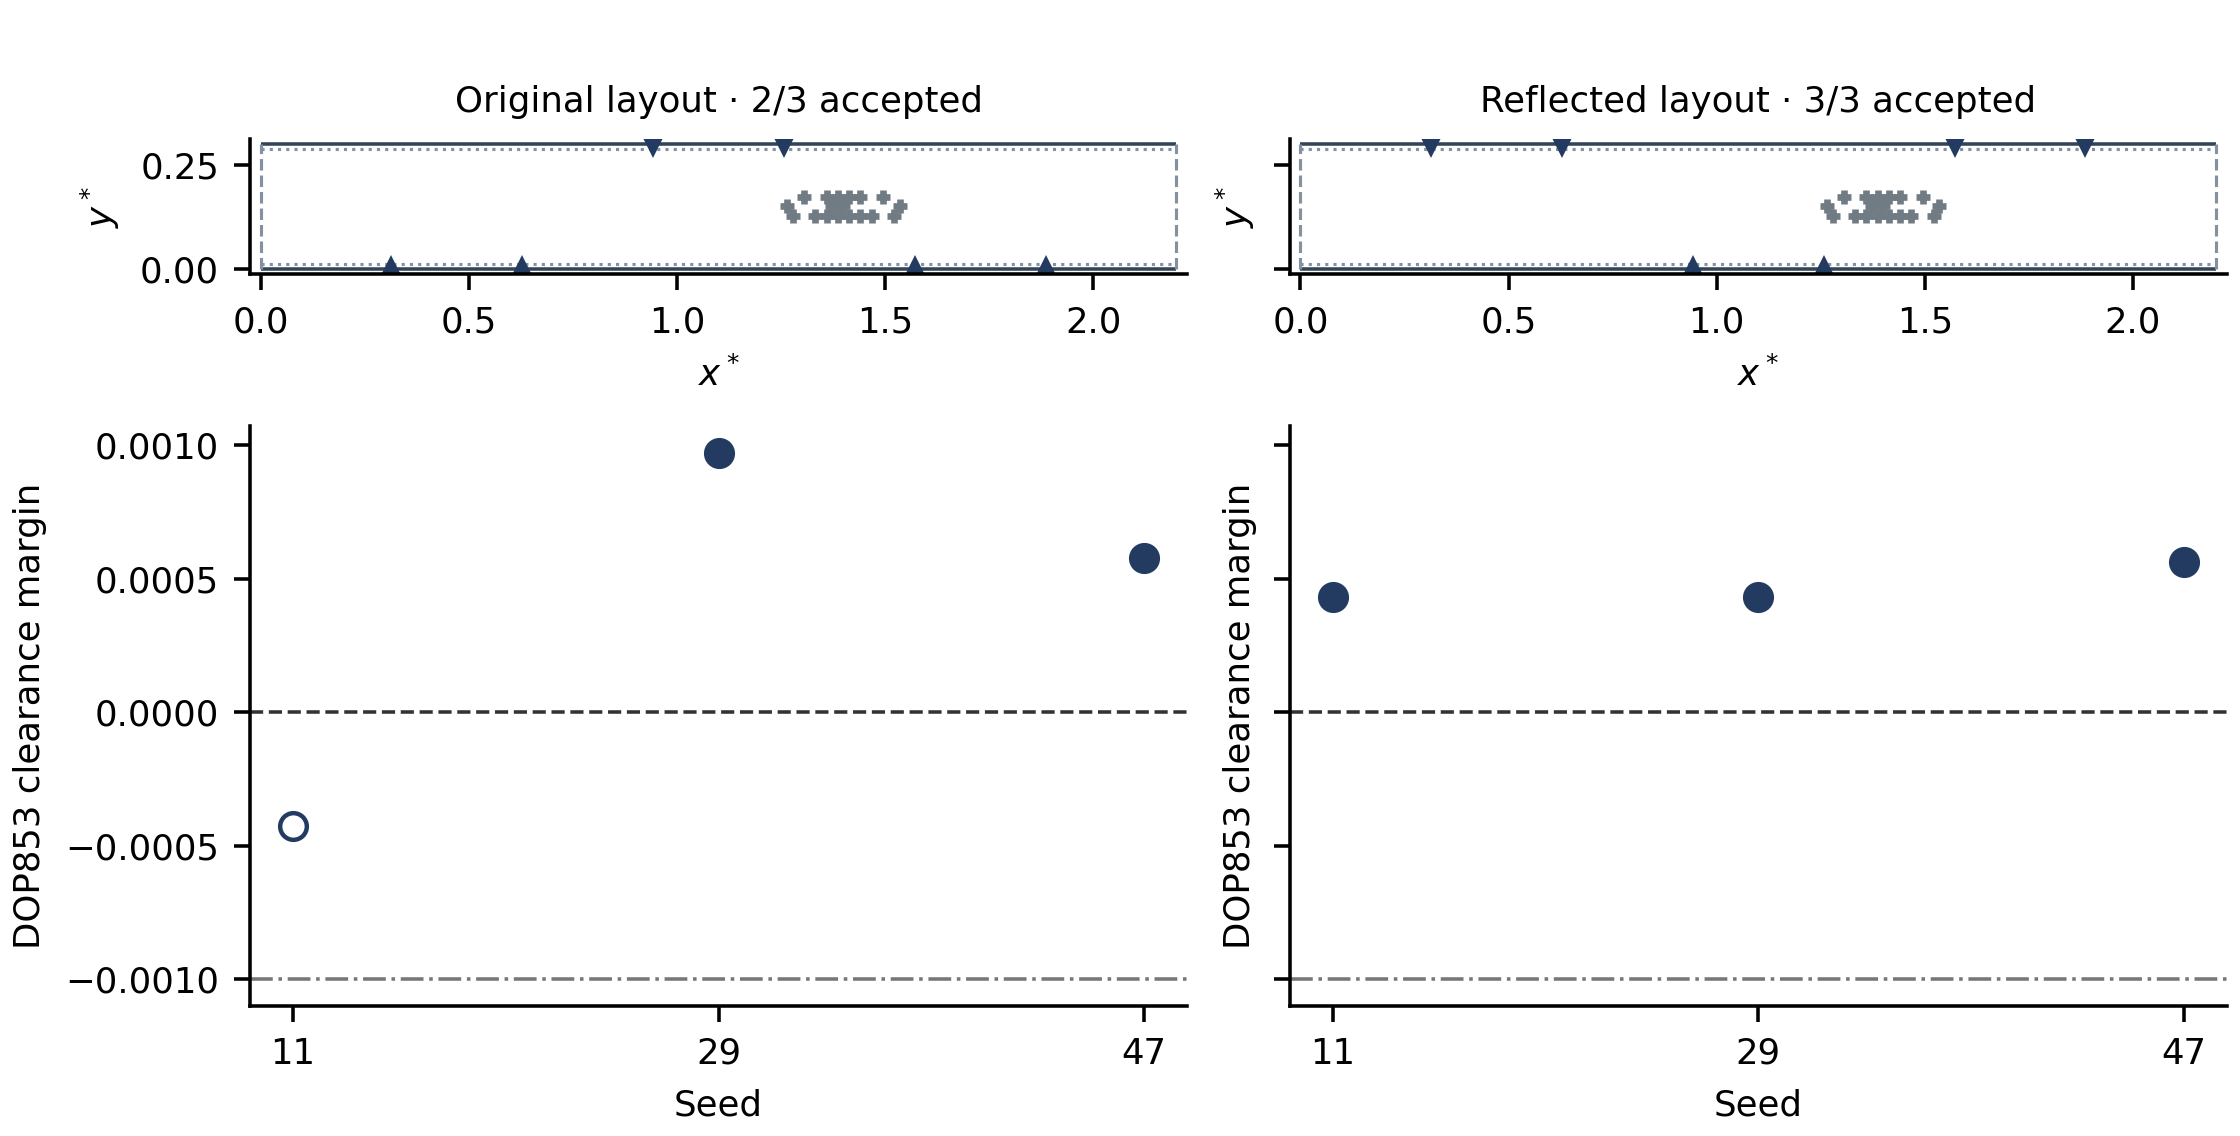 Original layout · 2/3 accepted
y*
0.25
0.00
0.0 0.5 1.0 1.5 2.0
x*
Reflected layout · 3/3 accepted
y*
0.0 0.5 1.0 1.5 2.0
x*
DOP853 clearance margin
0.0010
0.0005
0.0000
−0.0005
−0.0010
11 29 47
Seed
DOP853 clearance margin
11 29 47
Seed